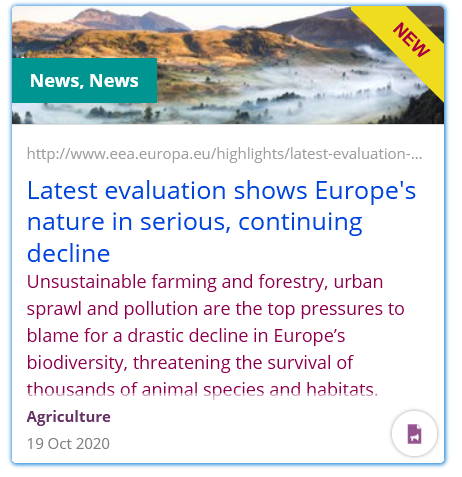 NEW
News, News
http://www.eea.europa.eu/highlights/latest-evaluation-...
Latest evaluation shows Europe's
nature in serious, continuing
decline
Unsustainable farming and forestry, urban
sprawl and pollution are the top pressures to
blame for a drastic decline in Europe’s
biodiversity, threatening the survival of
thousands of animal species and habitats.
Agriculture
19 Oct 2020